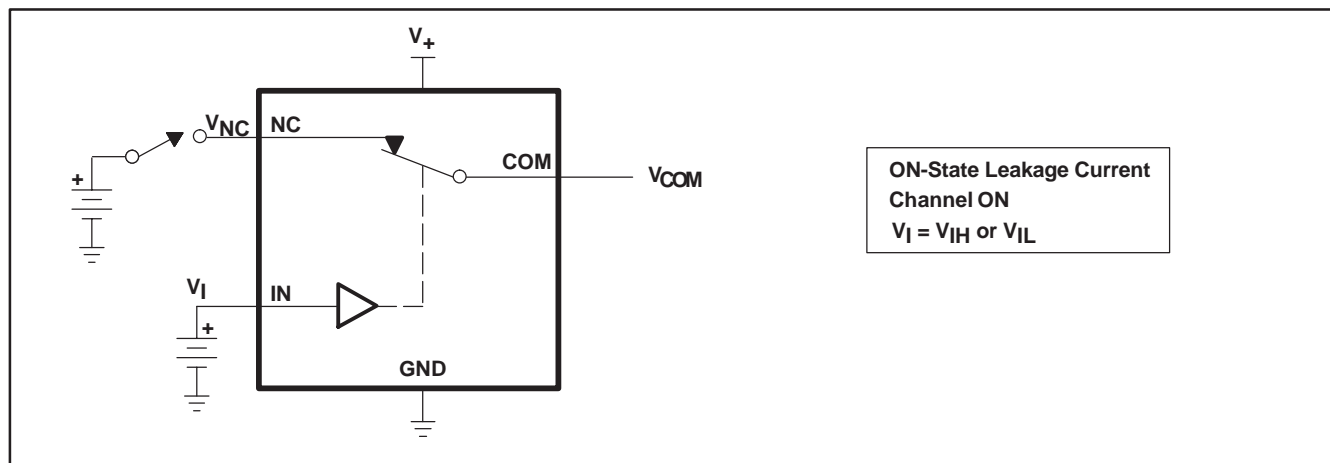 V+
VNC NC
COM
VCOM
+
VI IN
+
GND
ON-State Leakage Current
Channel ON
VI = VIH or VIL